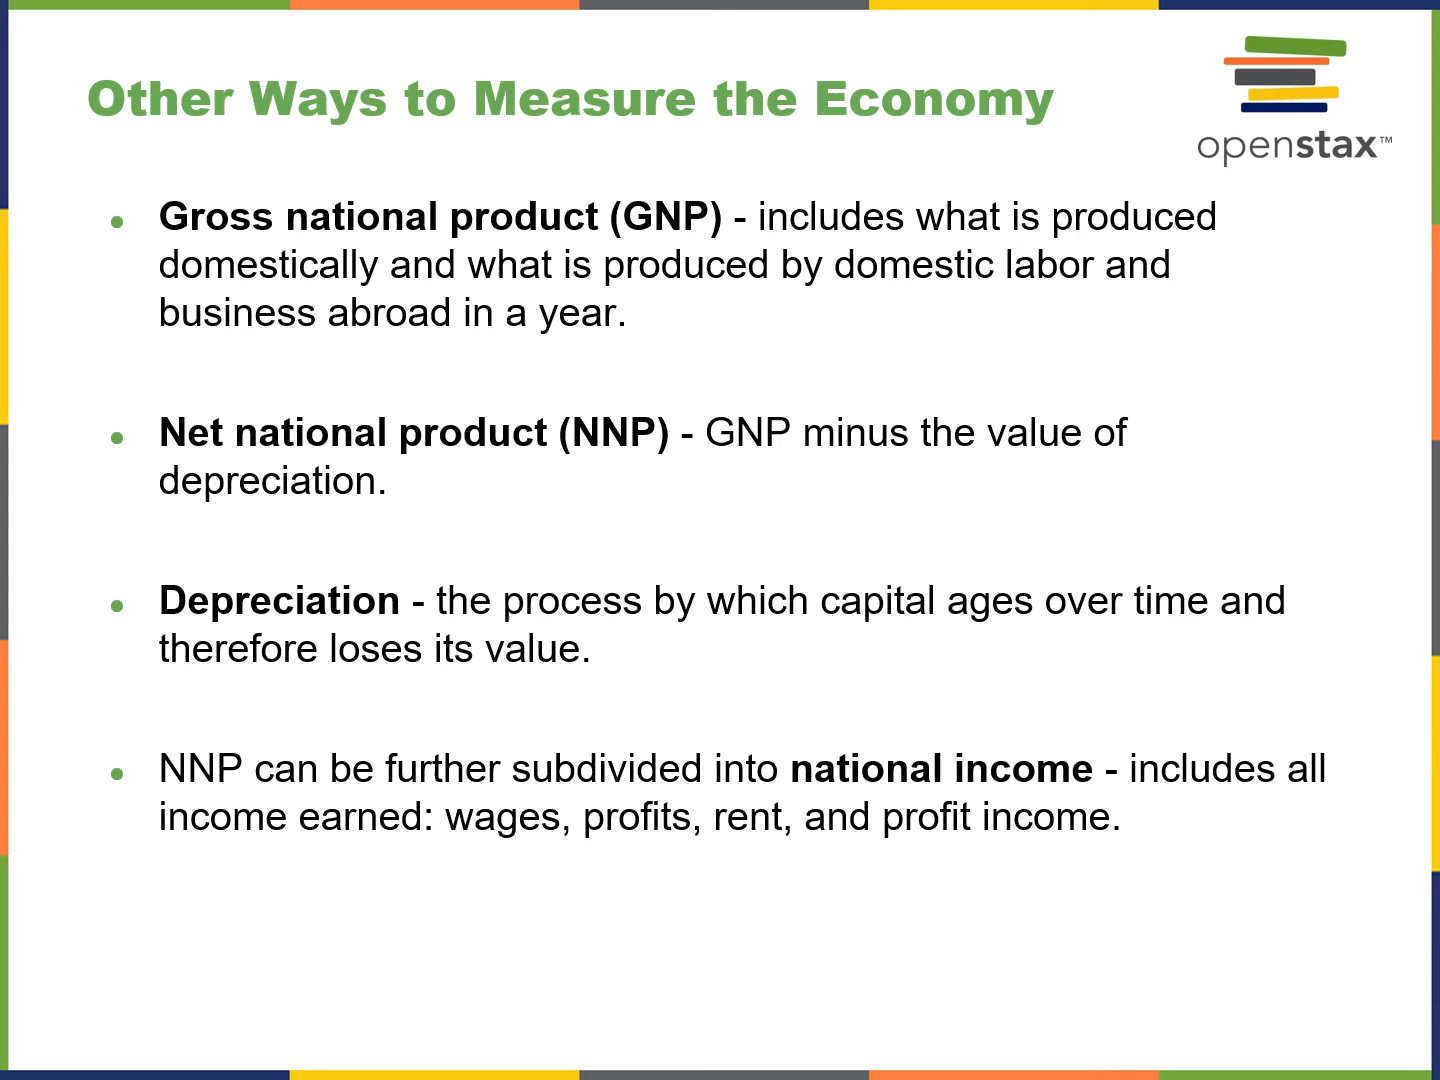 Other Ways to Measure the Economy
openstax™
● Gross national product (GNP) - includes what is produced
domestically and what is produced by domestic labor and
business abroad in a year.
● Net national product (NNP) - GNP minus the value of
depreciation.
● Depreciation - the process by which capital ages over time and
therefore loses its value.
● NNP can be further subdivided into national income - includes all
income earned: wages, profits, rent, and profit income.